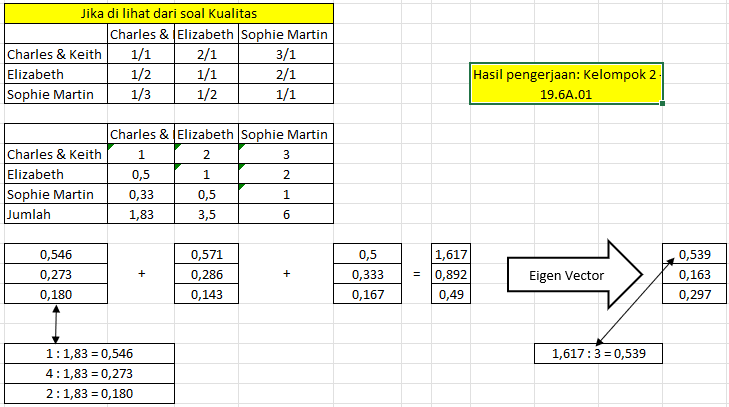 Jika di lihat dari soal Kualitas
Charles & Elizabeth Sophie Martin
Charles & Keith 1/1 2/1 3/1
Elizabeth 1/2 1/1 2/1
Sophie Martin 1/3 1/2 1/1
Hasil pengerjaan: Kelompok 2 -
19.6A.01
Charles & Elizabeth Sophie Martin
Charles & Keith 1 2 3
Elizabeth 0,5 1 2
Sophie Martin 0,33 0,5 1
Jumlah 1,83 3,5 6
0,546 0,571 0,5 1,617 0,539
0,273 + 0,286 + 0,333 = 0,892 Eigen Vector 0,163
0,180 0,143 0,167 0,49 0,297
1 : 1,83 = 0,546 1,617 : 3 = 0,539
4 : 1,83 = 0,273
2 : 1,83 = 0,180